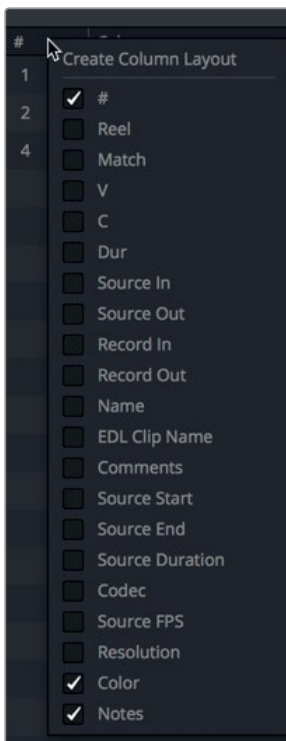 #
Create Column Layout
1
#
Reel
2
Match
4
V
C
Dur
Source In
Source Out
Record In
Record Out
Name
EDL Clip Name
Comments
Source Start
Source End
Source Duration
Codec
Source FPS
Resolution
Color
Notes